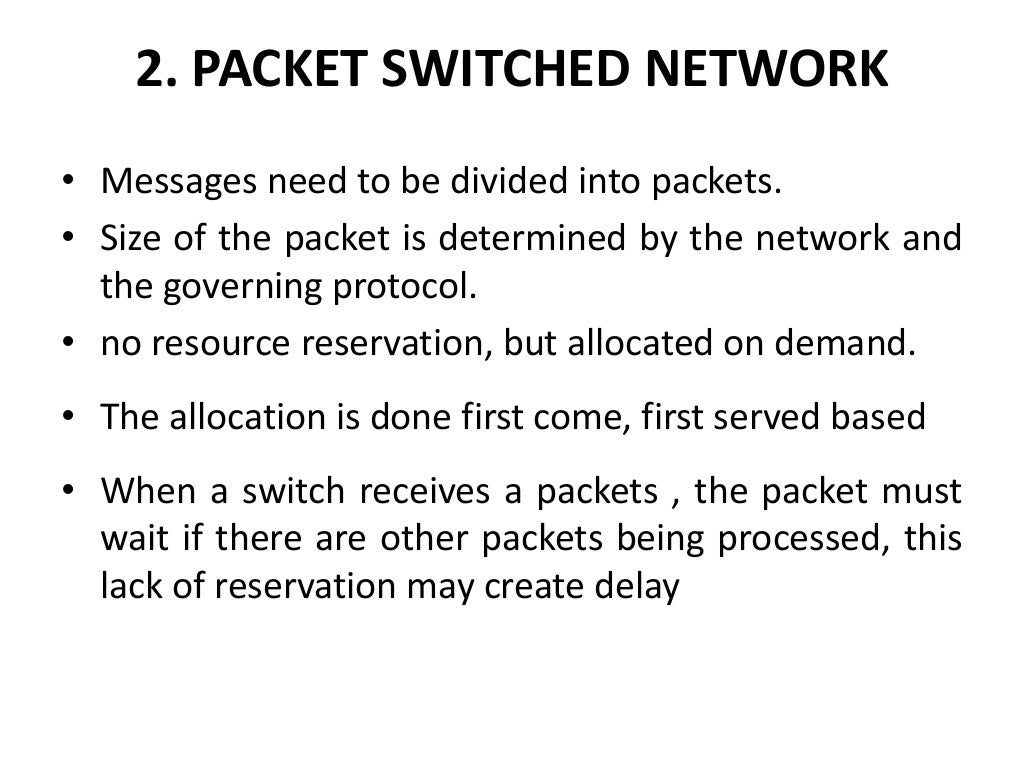 2. PACKET SWITCHED NETWORK
• Messages need to be divided into packets.
• Size of the packet is determined by the network and
the governing protocol.
• no resource reservation, but allocated on demand.
• The allocation is done first come, first served based
• When a switch receives a packets , the packet must
wait if there are other packets being processed, this
lack of reservation may create delay